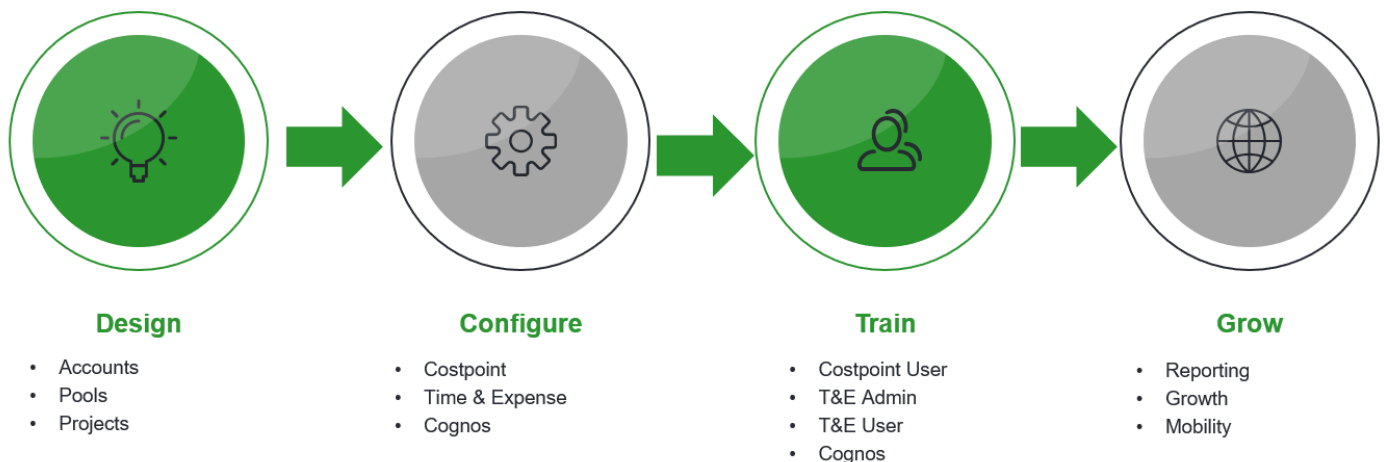 Design
• Accounts
• Pools
• Projects
Configure
• Costpoint
• Time & Expense
• Cognos
Train
• Costpoint User
• T&E Admin
• T&E User
• Cognos
Grow
• Reporting
• Growth
• Mobility